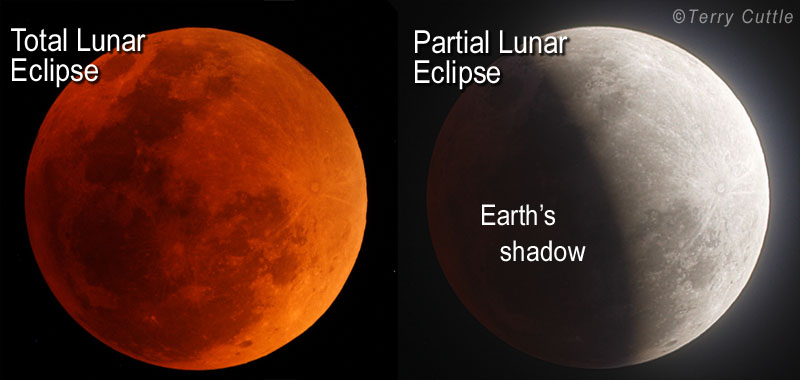 Total Lunar
Eclipse
Partial Lunar
Eclipse
©Terry Cuttle
Earth's
shadow